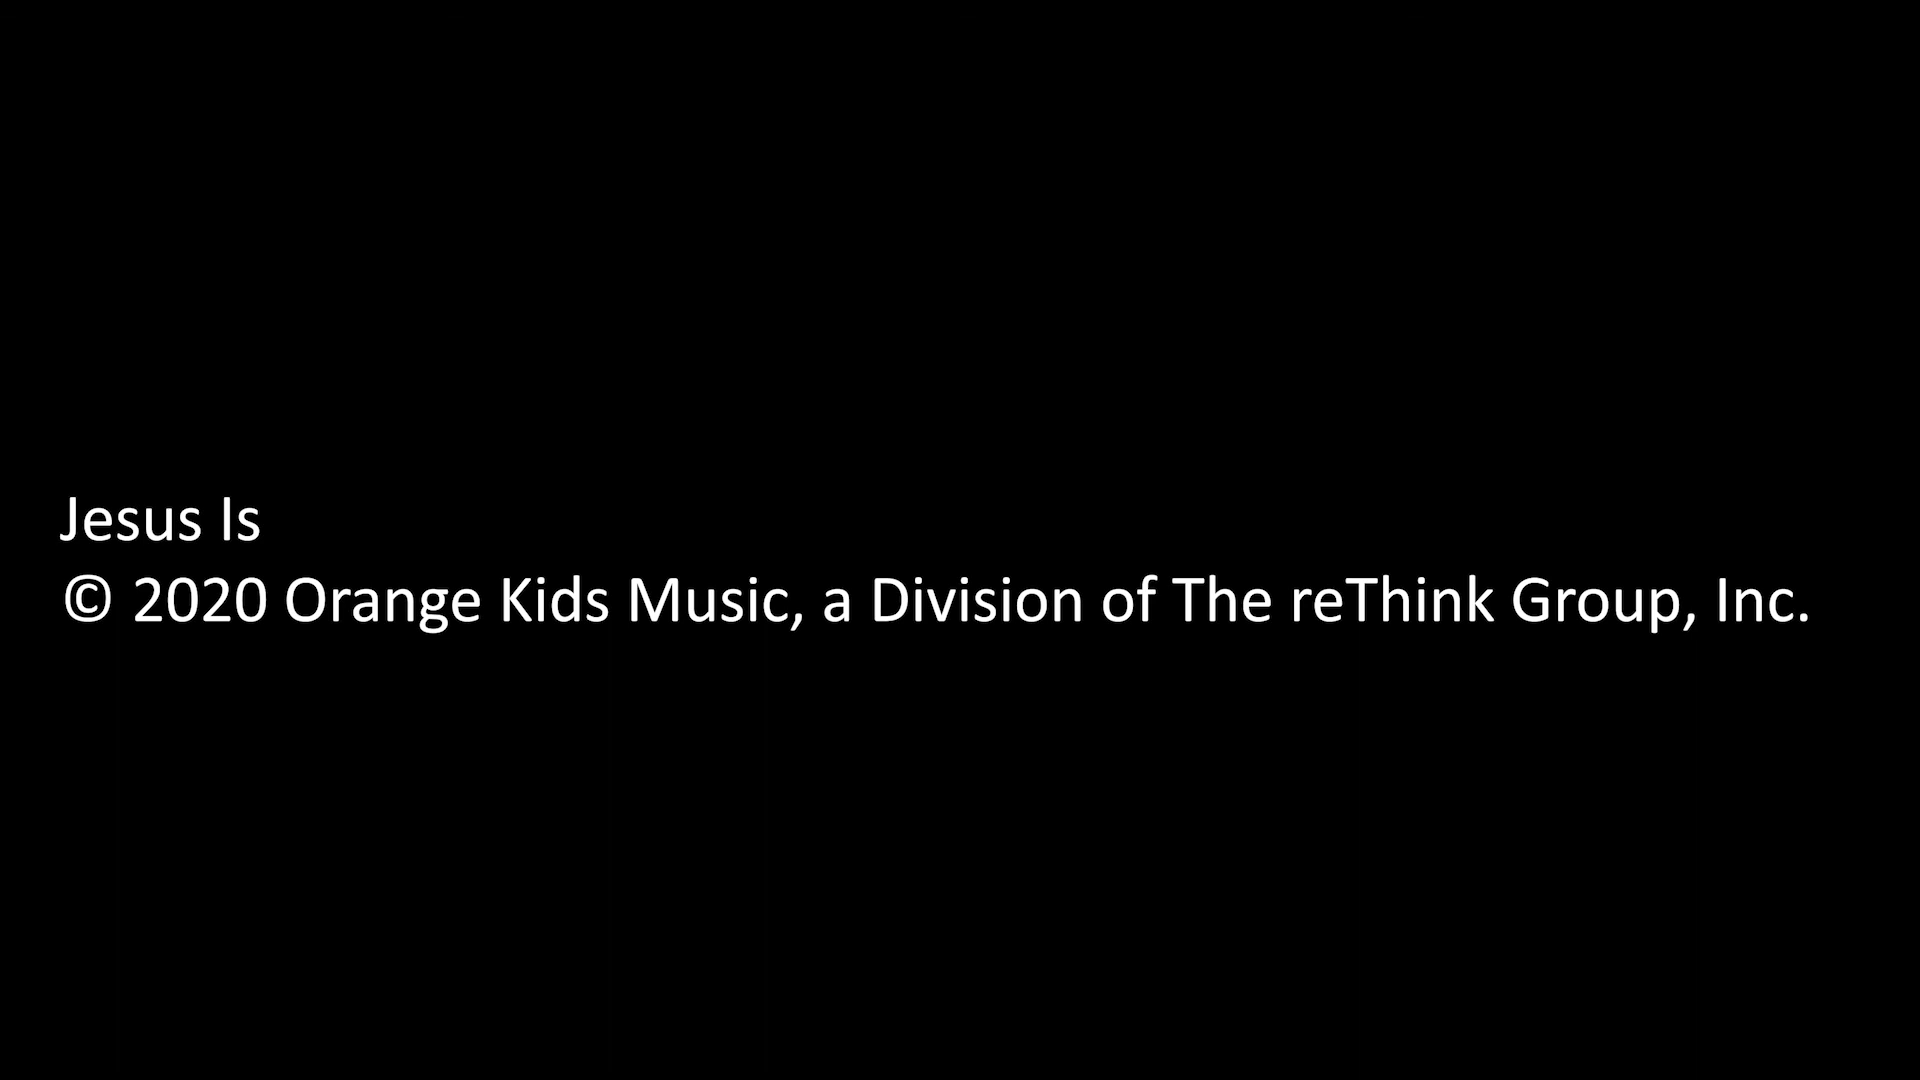 Jesus Is
© 2020 Orange Kids Music, a Division of The reThink Group, Inc.